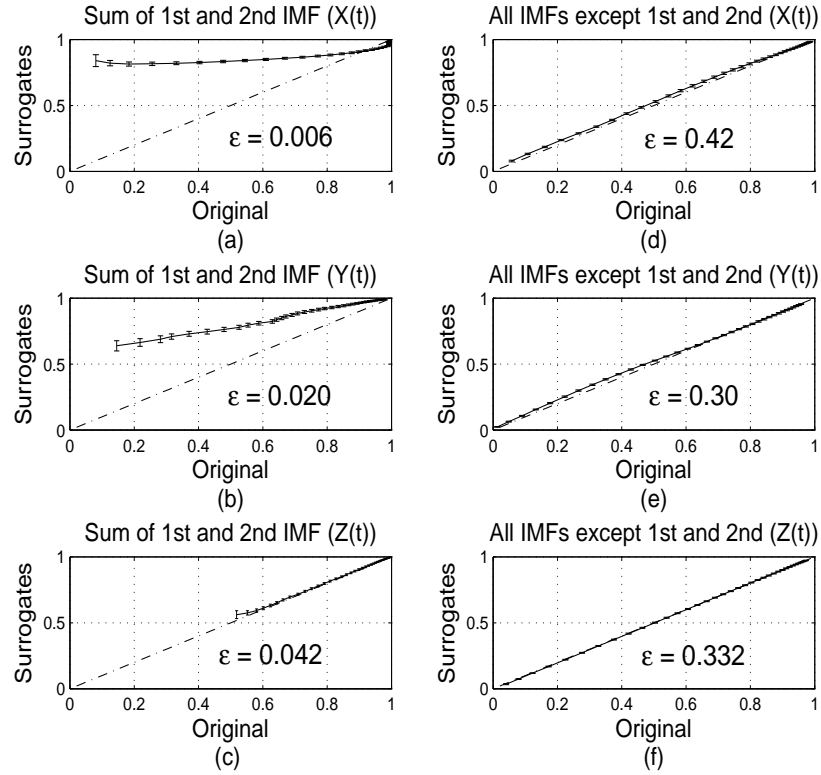 Sum of 1st and 2nd IMF (X(t))
1
0.5
0
Surrogates
ε = 0.006
0 0.2 0.4 0.6 0.8 1
Original
(a)
All IMFs except 1st and 2nd (X(t))
1
0.5
0
Surrogates
ε = 0.42
0 0.2 0.4 0.6 0.8 1
Original
(d)
Sum of 1st and 2nd IMF (Y(t))
1
0.5
0
Surrogates
ε = 0.020
0 0.2 0.4 0.6 0.8 1
Original
(b)
All IMFs except 1st and 2nd (Y(t))
1
0.5
0
Surrogates
ε = 0.30
0 0.2 0.4 0.6 0.8 1
Original
(e)
Sum of 1st and 2nd IMF (Z(t))
1
0.5
0
Surrogates
ε = 0.042
0 0.2 0.4 0.6 0.8 1
Original
(c)
All IMFs except 1st and 2nd (Z(t))
1
0.5
0
Surrogates
ε = 0.332
0 0.2 0.4 0.6 0.8 1
Original
(f)